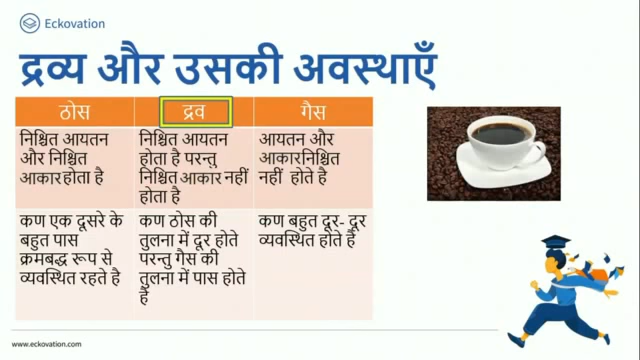 Eckovation
द्रव्य और उसकी अवस्थाएँ
ठोस
द्रव
गैस
निश्चित आयतन
और निश्चित
आकार होता है
निश्चित आयतन
होता है परन्तु
निश्चित आकार नहीं
होता है
आयतन और
आकारनिश्चित
नहीं होते है
कण एक दूसरे के
बहुत पास
क्रमबद्ध रूप से
व्यवस्थित रहते है
कण ठोस की
तुलना में दूर होते
परन्तु गैस की
तुलना में पास होते
है
कण बहुत दूर- दूर
व्यवस्थित होते है
www.eckovation.com